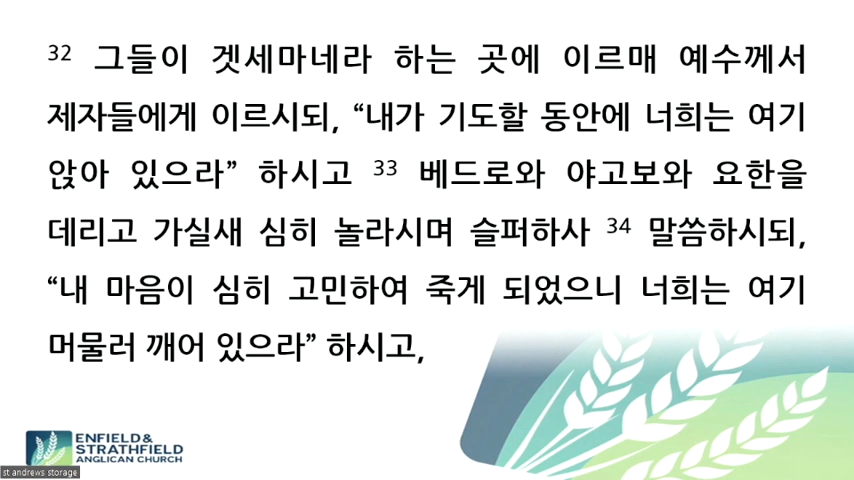 32 그들이 겟세마네라 하는 곳에 이르매 예수께서
제자들에게 이르시되, “내가 기도할 동안에 너희는 여기
앉아 있으라” 하시고 33 베드로와 야고보와 요한을
데리고 가실새 심히 놀라시며 슬퍼하사 34 말씀하시되,
“내 마음이 심히 고민하여 죽게 되었으니 너희는 여기
머물러 깨어 있으라” 하시고,
ENFIELD &
STRATHFIELD
ANGLICAN CHURCH
st andrews storage